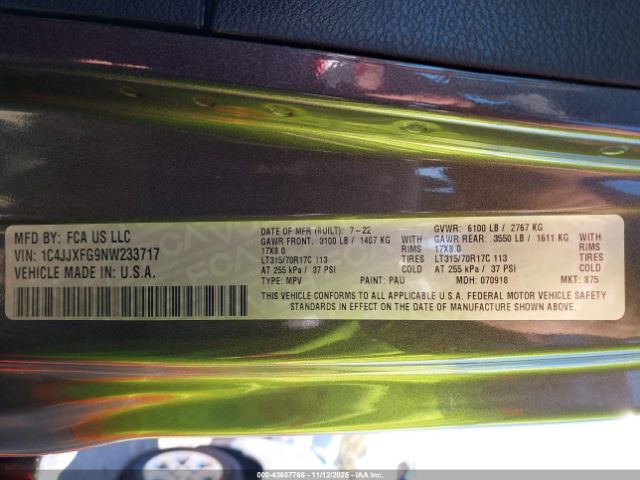 MFD BY: FCA US LLC
VIN: 1C4JJXFG9NW233717
VEHICLE MADE IN U.S.A.
DATE OF MFR (BUILT): 7-22
GVWR: 6100 LB / 2767 KG
GAWR FRONT: 3100 LB / 1407 KG WITH
GAWR REAR: 3550 LB / 1611 KG WITH
17X8.0 RIMS
17X8.0 RIMS
LT315/70R17C 113 TIRES
LT315/70R17C 113 TIRES
AT 255 kPa / 37 PSI COLD
AT 255 kPa / 37 PSI COLD
TYPE: MPV PAINT: PAU MDH: 070918 MKT: 875
THIS VEHICLE CONFORMS TO ALL APPLICABLE U.S.A. FEDERAL MOTOR VEHICLE SAFETY
STANDARDS IN EFFECT ON THE DATE OF MANUFACTURE SHOWN ABOVE.
000-43687768 - 11/12/2025 - IAAI.COM